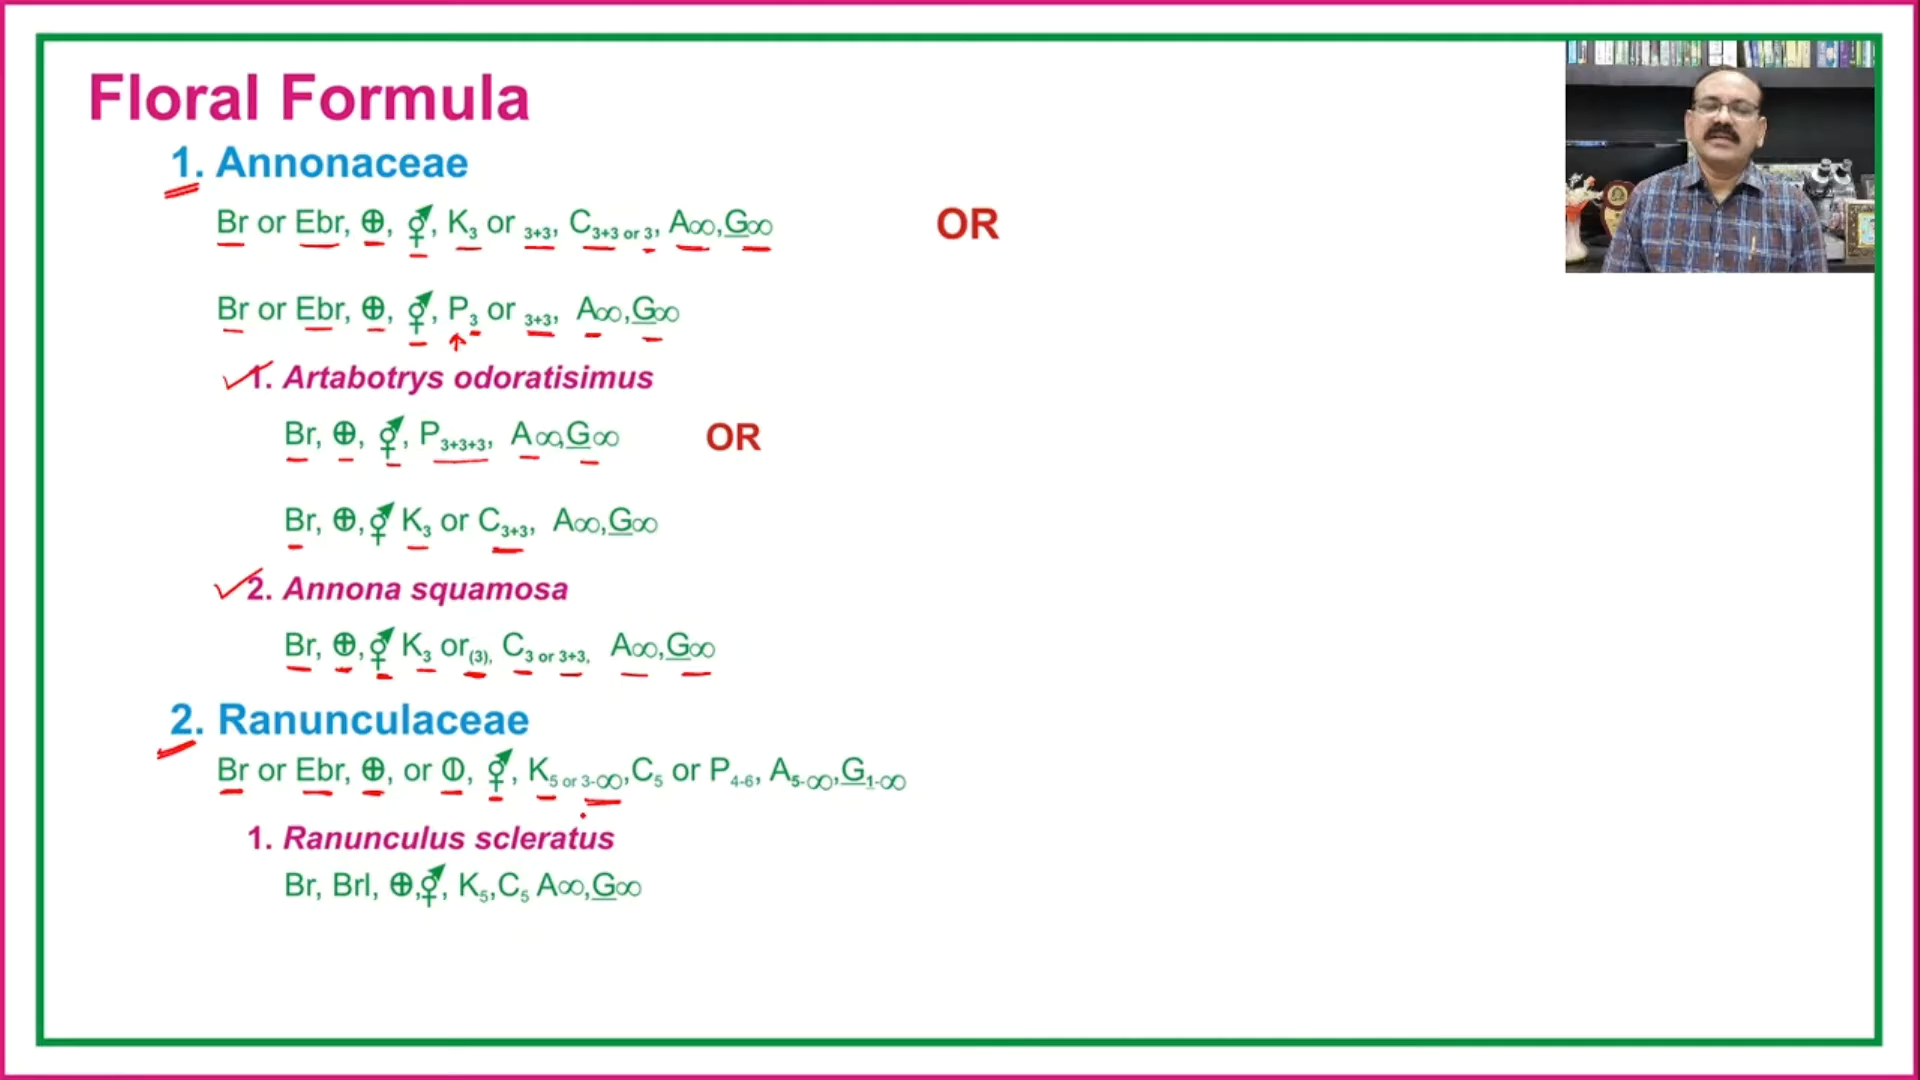 Floral Formula
1. Annonaceae
Br or Ebr, ⊕, ⚥, K₃ or ₃₊₃, C₃₊₃ or ₃, A∞, G̲∞ OR
Br or Ebr, ⊕, ⚥, P₃ or ₃₊₃, A∞, G̲∞
1. Artabotrys odoratisimus
Br, ⊕, ⚥, P₃₊₃₊₃, A∞, G̲∞ OR
Br, ⊕, ⚥ K₃ or C₃₊₃, A∞, G̲∞
2. Annona squamosa
Br, ⊕, ⚥ K₃ or₍₃₎, C₃ or ₃₊₃, A∞, G̲∞
2. Ranunculaceae
Br or Ebr, ⊕, or ⦶, ⚥, K₅ or ₃₋∞, C₅ or P₄₋₆, A₅₋∞, G̲₁₋∞
1. Ranunculus scleratus
Br, Brl, ⊕, ⚥, K₅, C₅ A∞, G̲∞